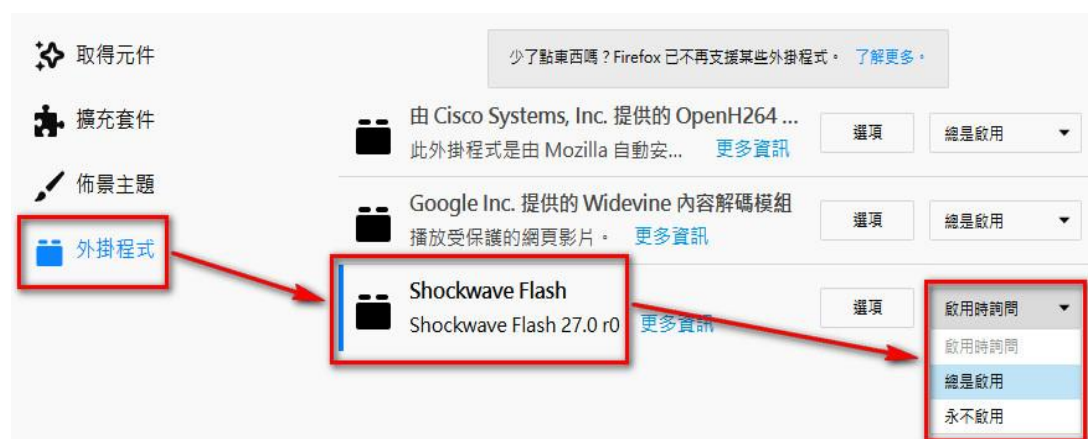 取得元件
擴充套件
佈景主題
外掛程式
少了點東西嗎？Firefox 已不再支援某些外掛程式。 了解更多。
由 Cisco Systems, Inc. 提供的 OpenH264 ...
此外掛程式是由 Mozilla 自動安... 更多資訊
選項
總是啟用
Google Inc. 提供的 Widevine 內容解碼模組
播放受保護的網頁影片。 更多資訊
選項
總是啟用
Shockwave Flash
Shockwave Flash 27.0 r0 更多資訊
選項
啟用時詢問
啟用時詢問
總是啟用
永不啟用